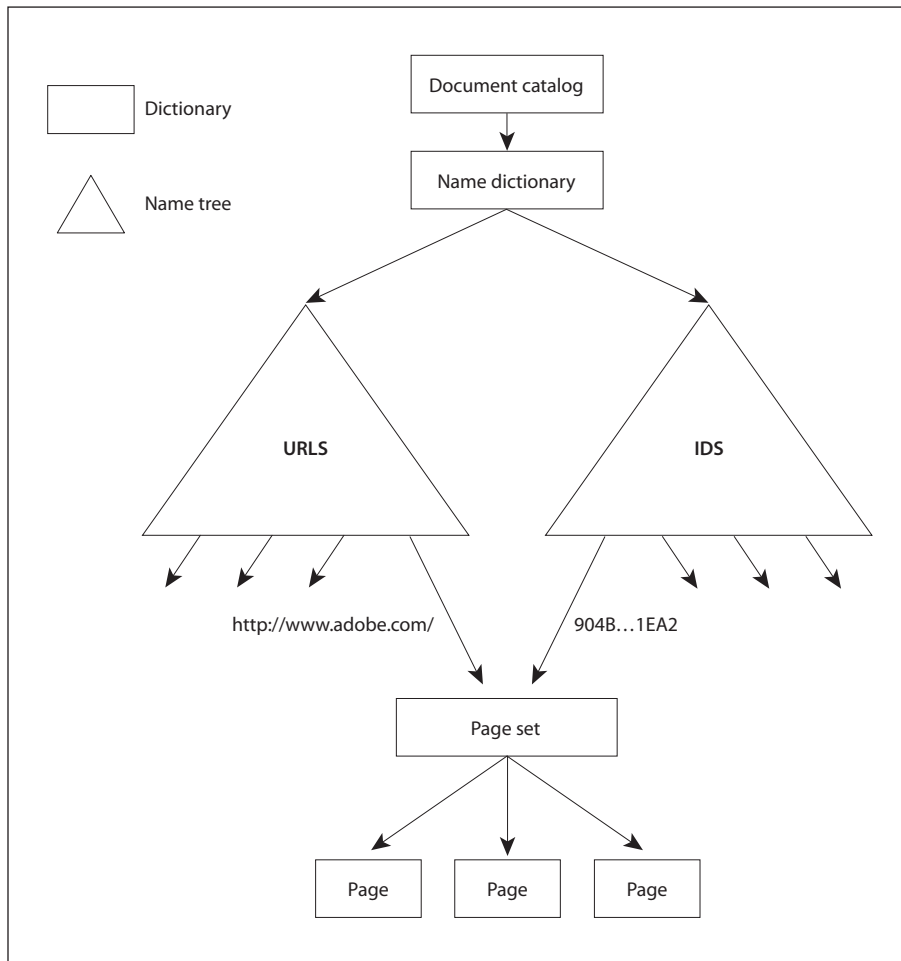 Document catalog
Dictionary
Name dictionary
Name tree
URLS
IDS
http://www.adobe.com/
904B…1EA2
Page set
Page
Page
Page